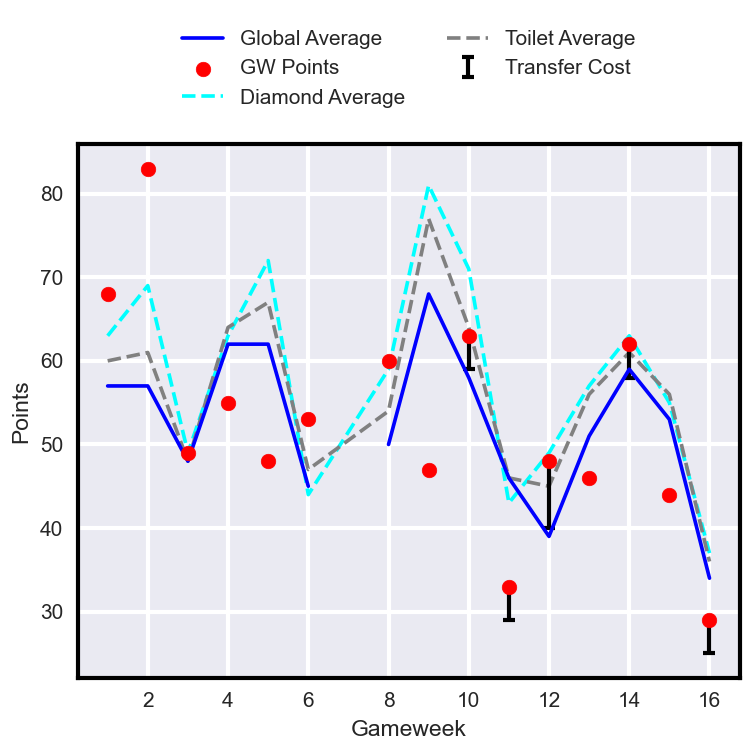 Global Average
GW Points
Diamond Average
Toilet Average
Transfer Cost
80
70
60
50
40
30
Points
2 4 6 8 10 12 14 16
Gameweek